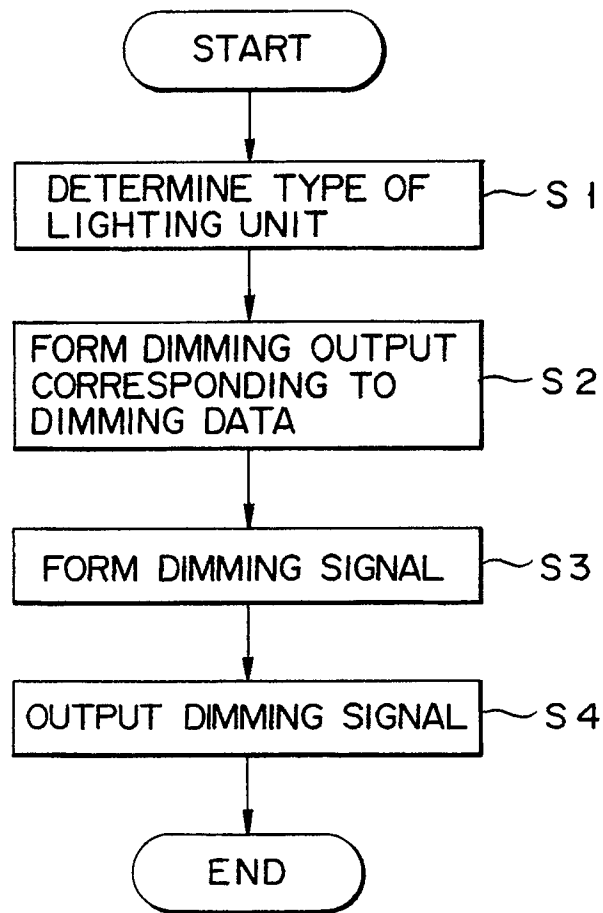 START
DETERMINE TYPE OF
LIGHTING UNIT
S1
FORM DIMMING OUTPUT
CORRESPONDING TO
DIMMING DATA
S2
FORM DIMMING SIGNAL
S3
OUTPUT DIMMING SIGNAL
S4
END